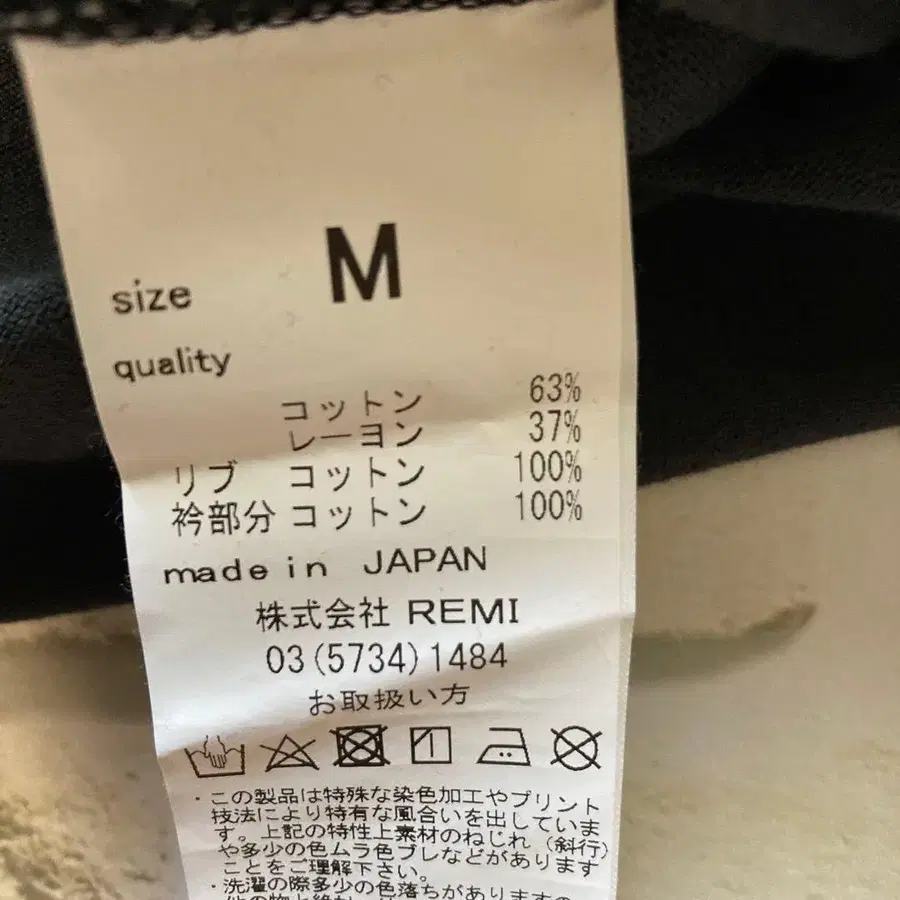 size M
quality
コットン 63%
レーヨン 37%
リブ コットン 100%
衿部分 コットン 100%
made in JAPAN
株式会社 REMI
03(5734)1484
お取扱い方
・この製品は特殊な染色加工やプリント
技法により特有な風合いを出していま
す。上記の特性上素材のねじれ（斜行）
や多少の色ムラ色ブレなどがあります
ことをご理解下さい。
・洗濯の際多少の色落ちがありますの